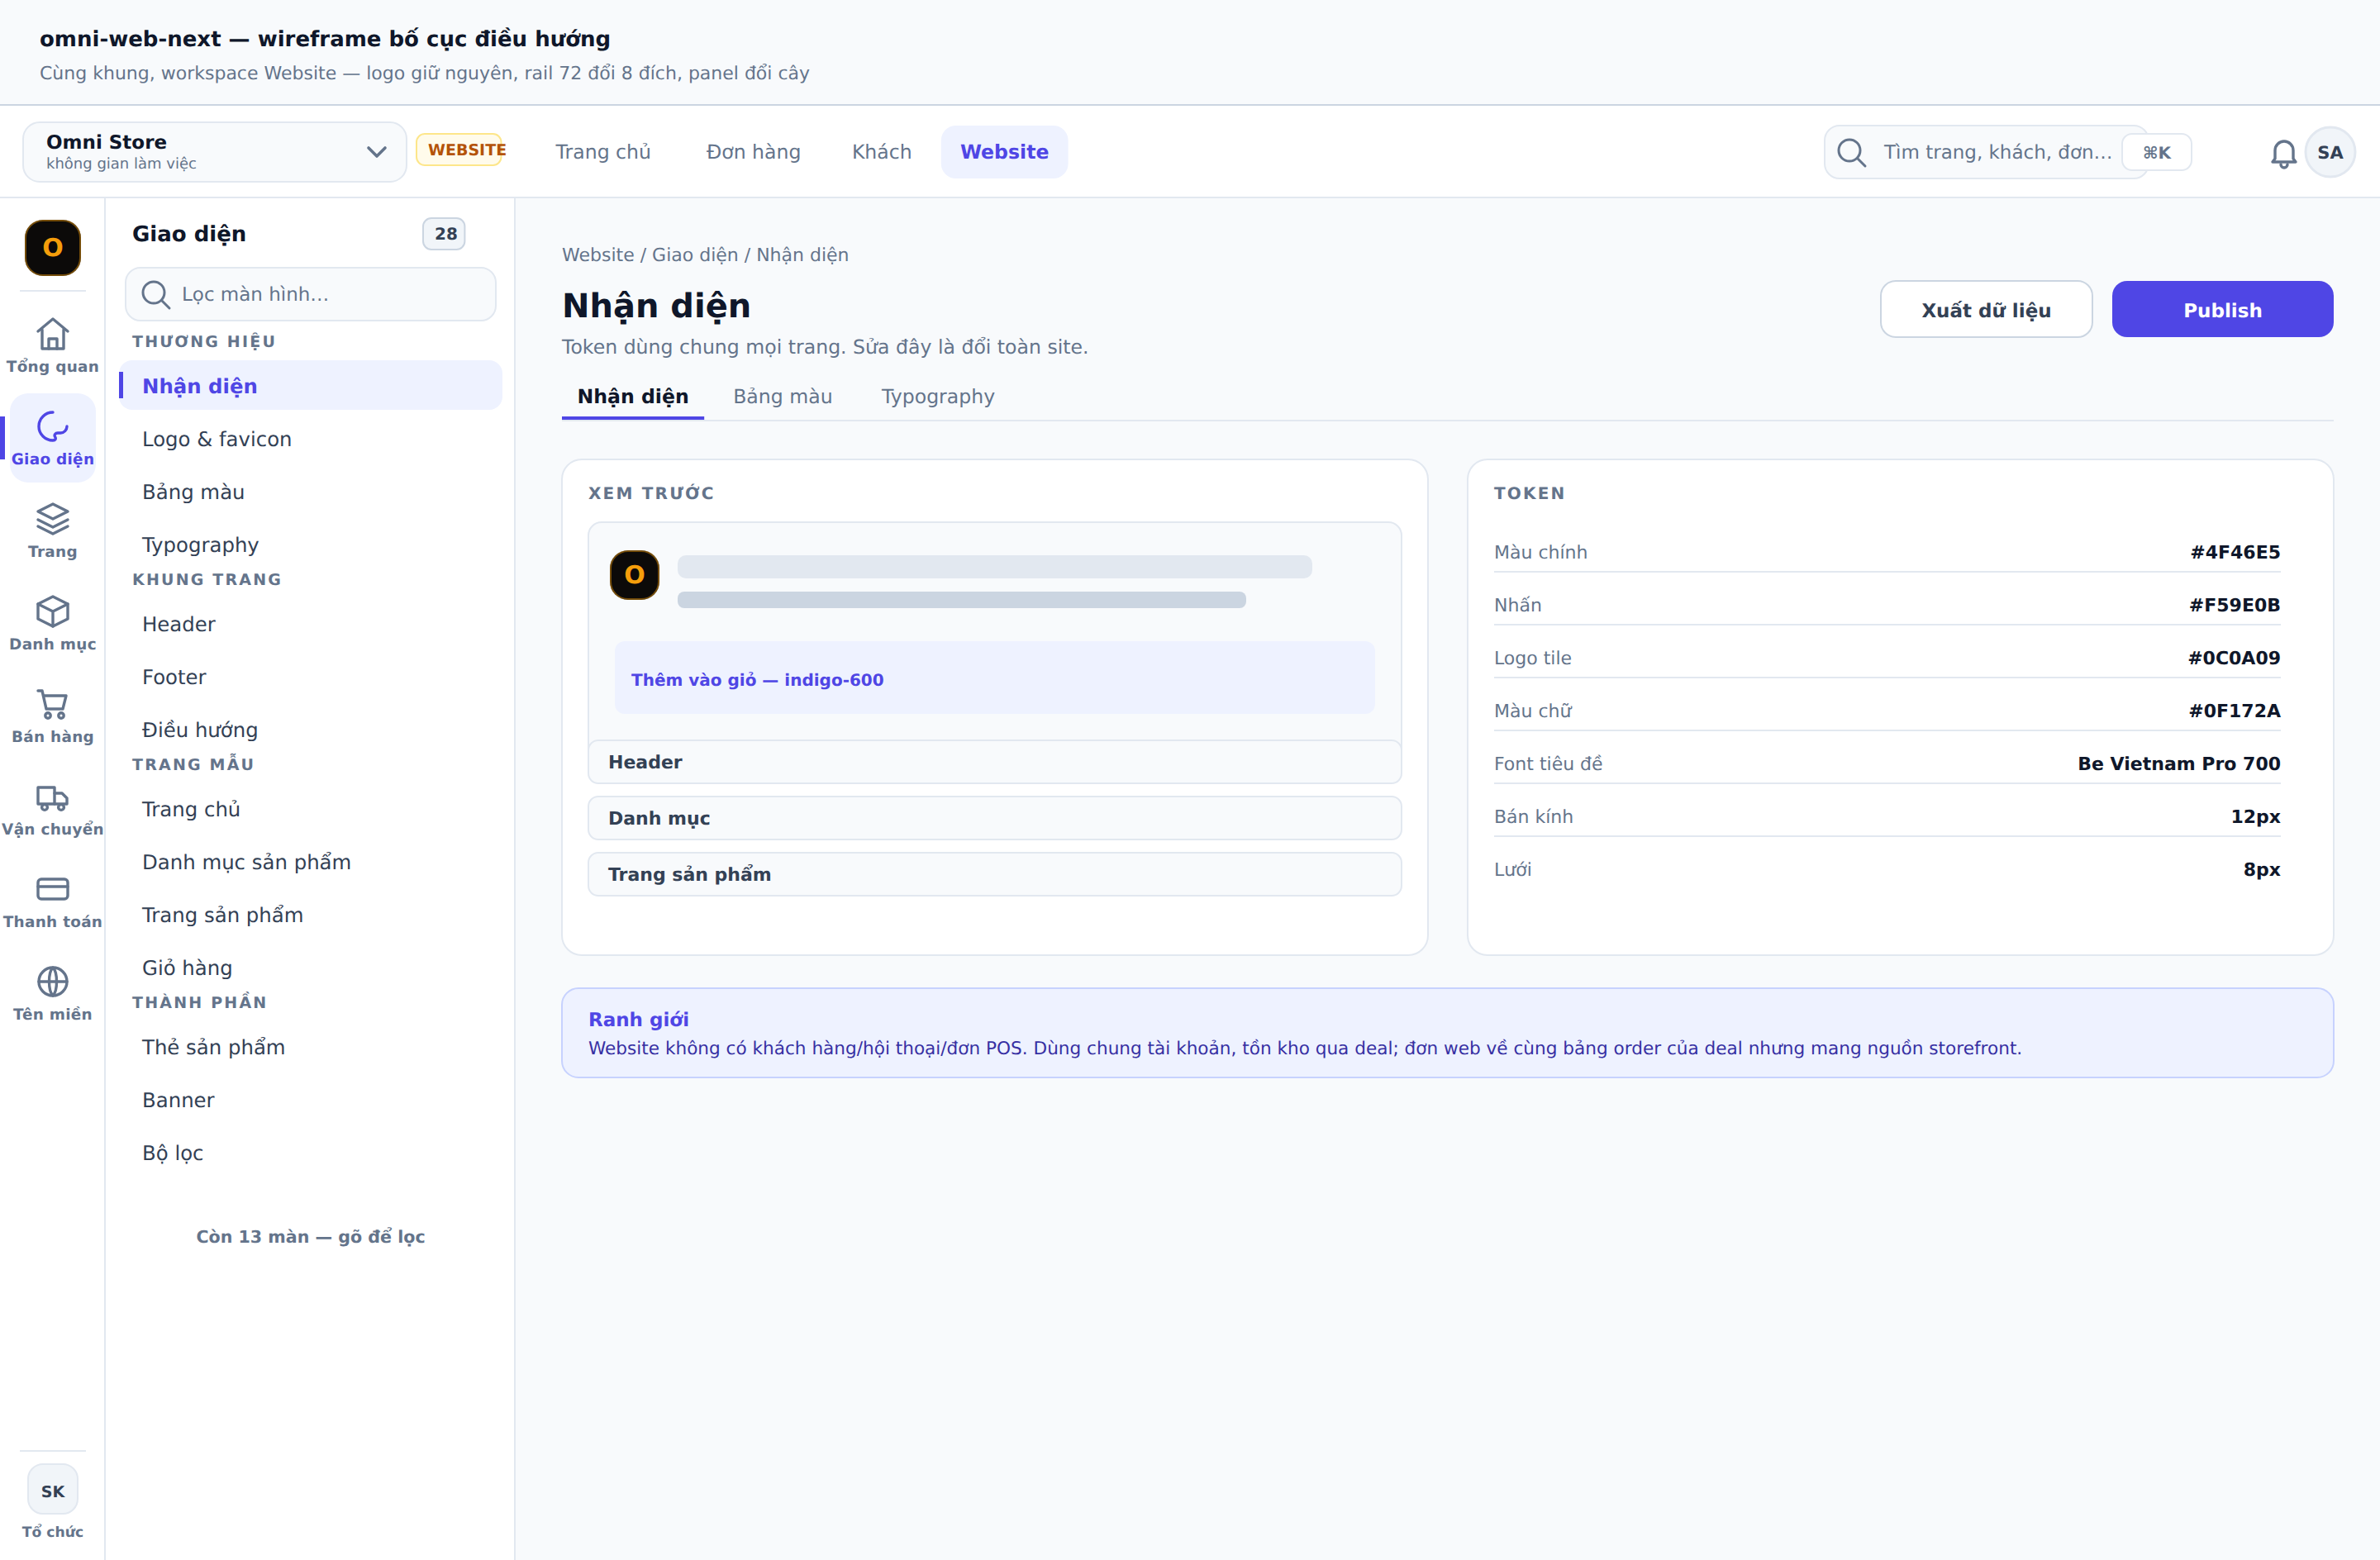 omni-web-next — wireframe bố cục điều hướng
Cùng khung, workspace Website — logo giữ nguyên, rail 72 đổi 8 đích, panel đổi cây
Omni Store
không gian làm việc
WEBSITE
Trang chủ
Đơn hàng
Khách
Website
Tìm trang, khách, đơn...
⌘K
SA
O
Tổng quan
Giao diện
Trang
Danh mục
Bán hàng
Vận chuyển
Thanh toán
Tên miền
SK
Tổ chức
Giao diện
28
Lọc màn hình...
THƯƠNG HIỆU
Nhận diện
Logo & favicon
Bảng màu
Typography
KHUNG TRANG
Header
Footer
Điều hướng
TRANG MẪU
Trang chủ
Danh mục sản phẩm
Trang sản phẩm
Giỏ hàng
THÀNH PHẦN
Thẻ sản phẩm
Banner
Bộ lọc
Còn 13 màn — gõ để lọc
Website / Giao diện / Nhận diện
Nhận diện
Token dùng chung mọi trang. Sửa đây là đổi toàn site.
Xuất dữ liệu
Publish
Nhận diện
Bảng màu
Typography
XEM TRƯỚC
O
Thêm vào giỏ — indigo-600
Header
Danh mục
Trang sản phẩm
TOKEN
Màu chính #4F46E5
Nhấn #F59E0B
Logo tile #0C0A09
Màu chữ #0F172A
Font tiêu đề Be Vietnam Pro 700
Bán kính 12px
Lưới 8px
Ranh giới
Website không có khách hàng/hội thoại/đơn POS. Dùng chung tài khoản, tồn kho qua deal; đơn web về cùng bảng order của deal nhưng mang nguồn storefront.